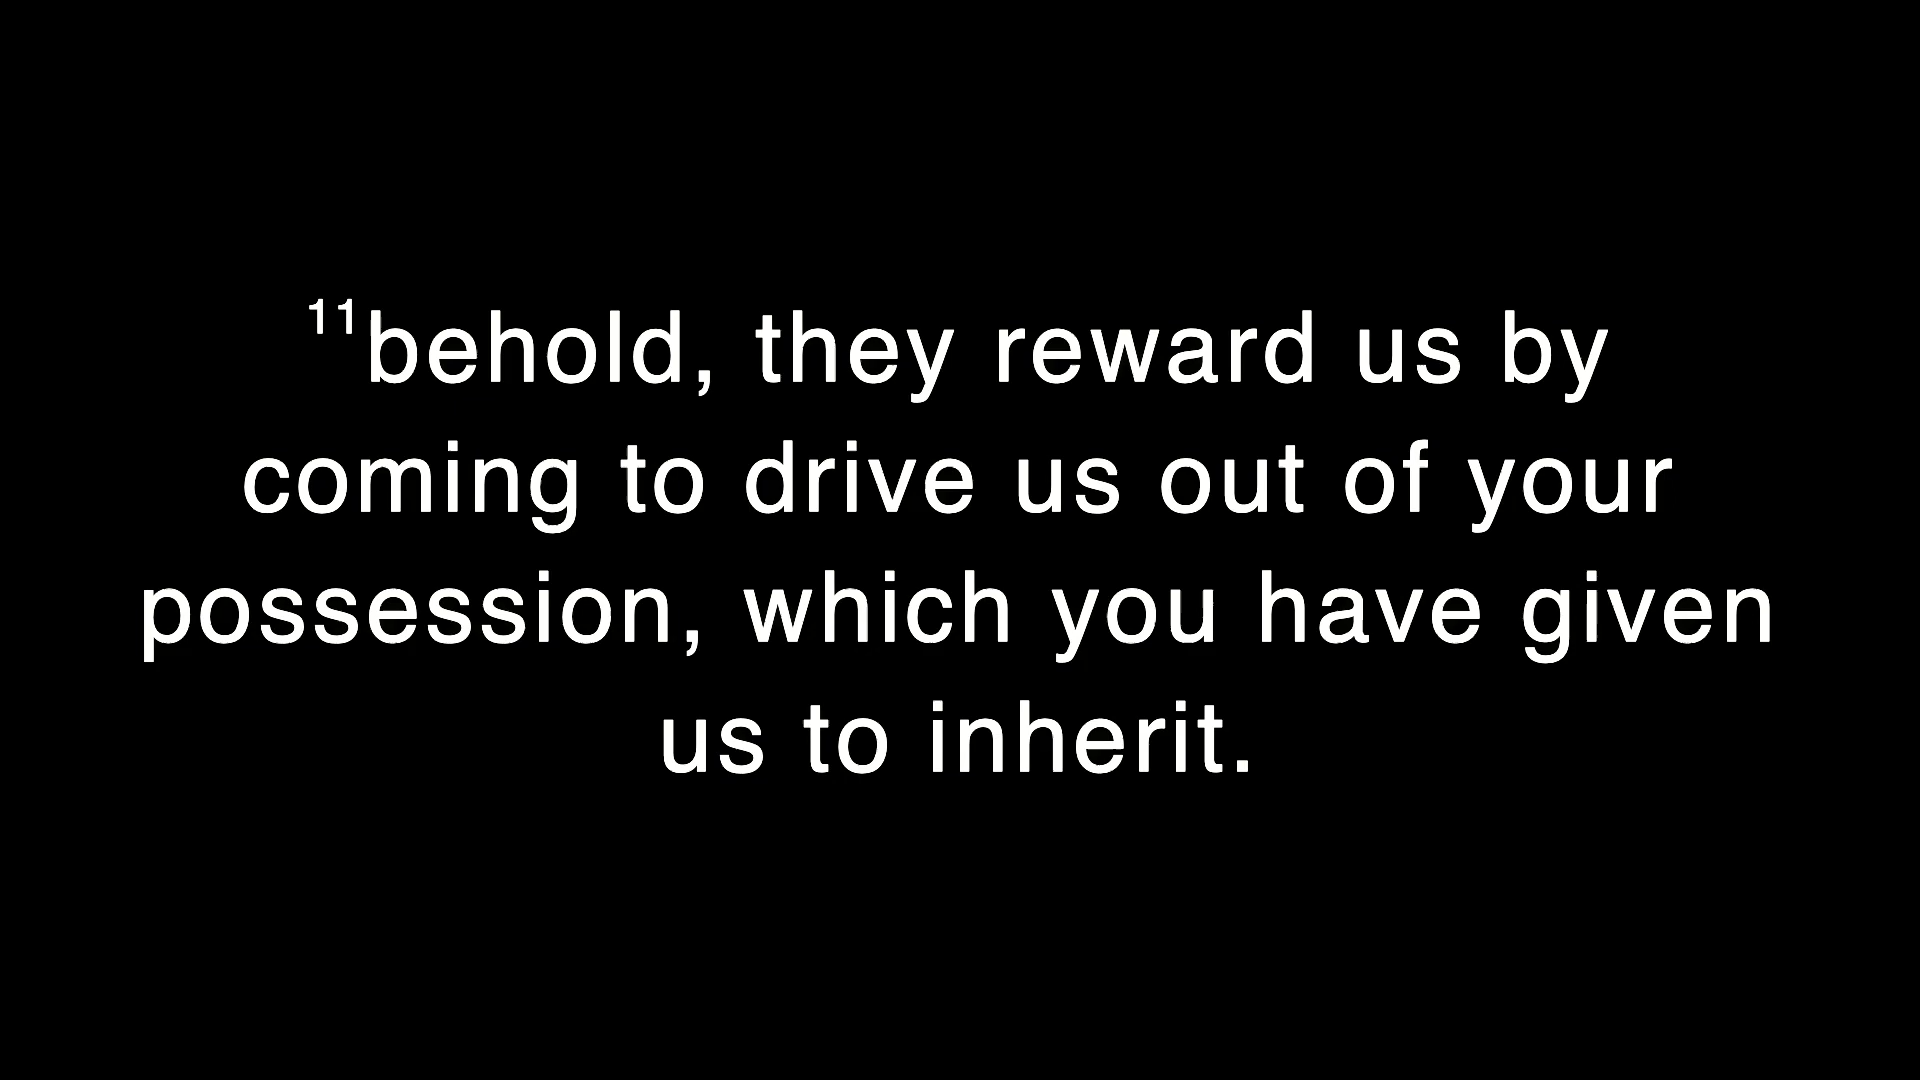 11behold, they reward us by
coming to drive us out of your
possession, which you have given
us to inherit.